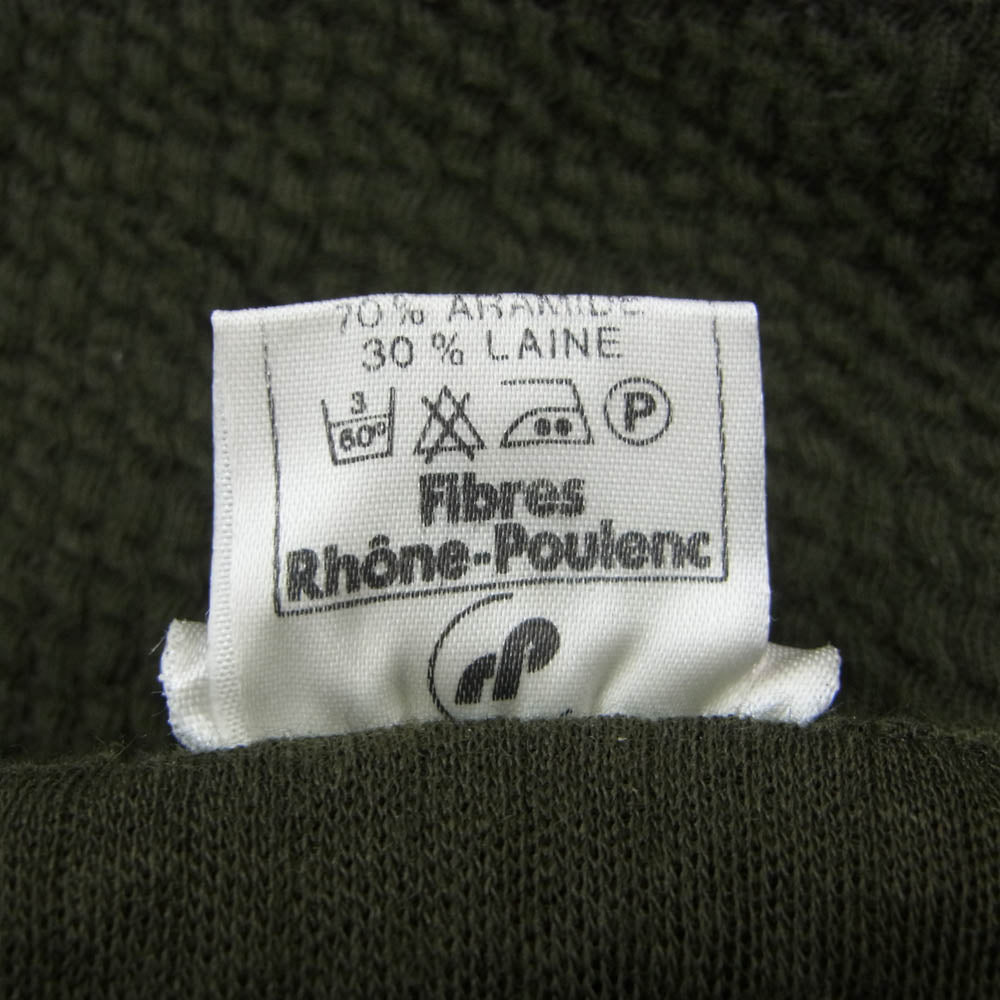 70% ARAMIDE
30% LAINE
3
60° P
Fibres
Rhône-Poulenc
rp